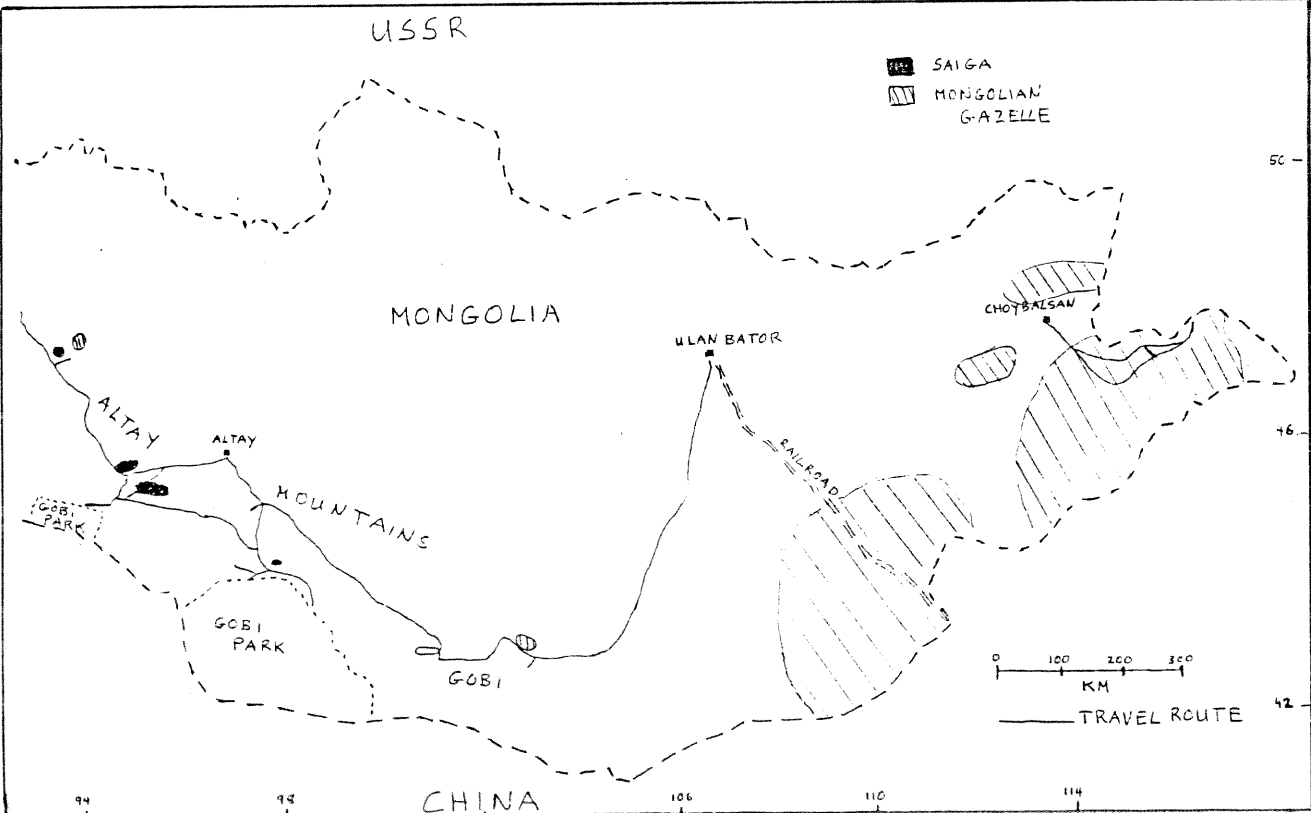 USSR
SAIGA
MONGOLIAN
GAZELLE
50
MONGOLIA
CHOYBALSAN
ULAN BATOR
ALTAY
ALTAY
46
RAILROAD
MOUNTAINS
GOBI
PARK
GOBI
PARK
GOBI
0 100 200 300
KM
42
TRAVEL ROUTE
94 98 106 110 114
CHINA